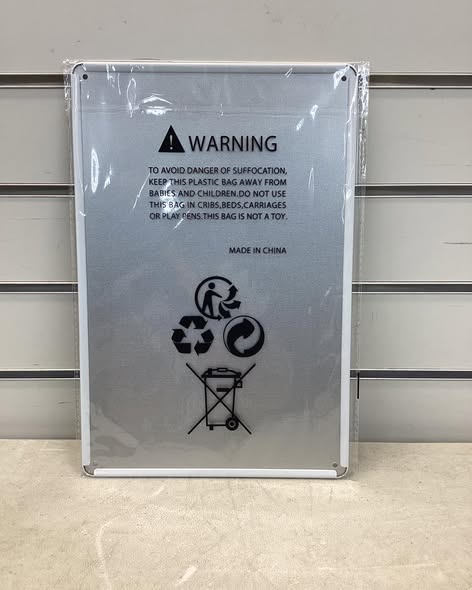 WARNING
TO AVOID DANGER OF SUFFOCATION,
KEEP THIS PLASTIC BAG AWAY FROM
BABIES AND CHILDREN.DO NOT USE
THIS BAG IN CRIBS,BEDS,CARRIAGES
OR PLAY PENS.THIS BAG IS NOT A TOY.
MADE IN CHINA